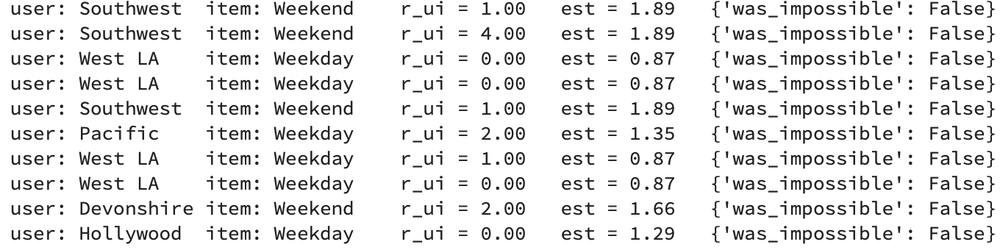 user: Southwest  item: Weekend    r_ui = 1.00   est = 1.89   {'was_impossible': False}
user: Southwest  item: Weekend    r_ui = 4.00   est = 1.89   {'was_impossible': False}
user: West LA    item: Weekday    r_ui = 0.00   est = 0.87   {'was_impossible': False}
user: West LA    item: Weekday    r_ui = 0.00   est = 0.87   {'was_impossible': False}
user: Southwest  item: Weekend    r_ui = 1.00   est = 1.89   {'was_impossible': False}
user: Pacific    item: Weekday    r_ui = 2.00   est = 1.35   {'was_impossible': False}
user: West LA    item: Weekday    r_ui = 1.00   est = 0.87   {'was_impossible': False}
user: West LA    item: Weekday    r_ui = 0.00   est = 0.87   {'was_impossible': False}
user: Devonshire item: Weekend    r_ui = 2.00   est = 1.66   {'was_impossible': False}
user: Hollywood  item: Weekday    r_ui = 0.00   est = 1.29   {'was_impossible': False}